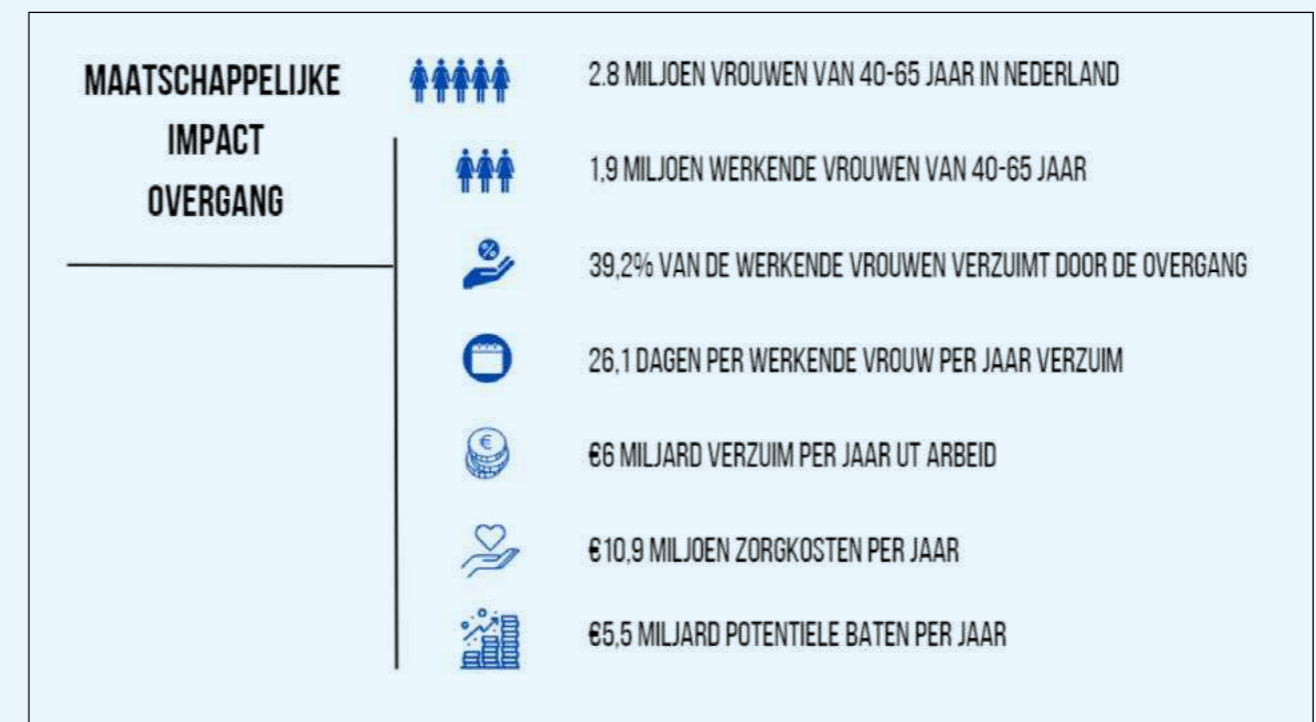 MAATSCHAPPELIJKE
IMPACT
OVERGANG
2.8 MILJOEN VROUWEN VAN 40-65 JAAR IN NEDERLAND
1,9 MILJOEN WERKENDE VROUWEN VAN 40-65 JAAR
39,2% VAN DE WERKENDE VROUWEN VERZUIMT DOOR DE OVERGANG
26,1 DAGEN PER WERKENDE VROUW PER JAAR VERZUIM
€6 MILJARD VERZUIM PER JAAR UT ARBEID
€10,9 MILJOEN ZORGKOSTEN PER JAAR
€5,5 MILJARD POTENTIELE BATEN PER JAAR